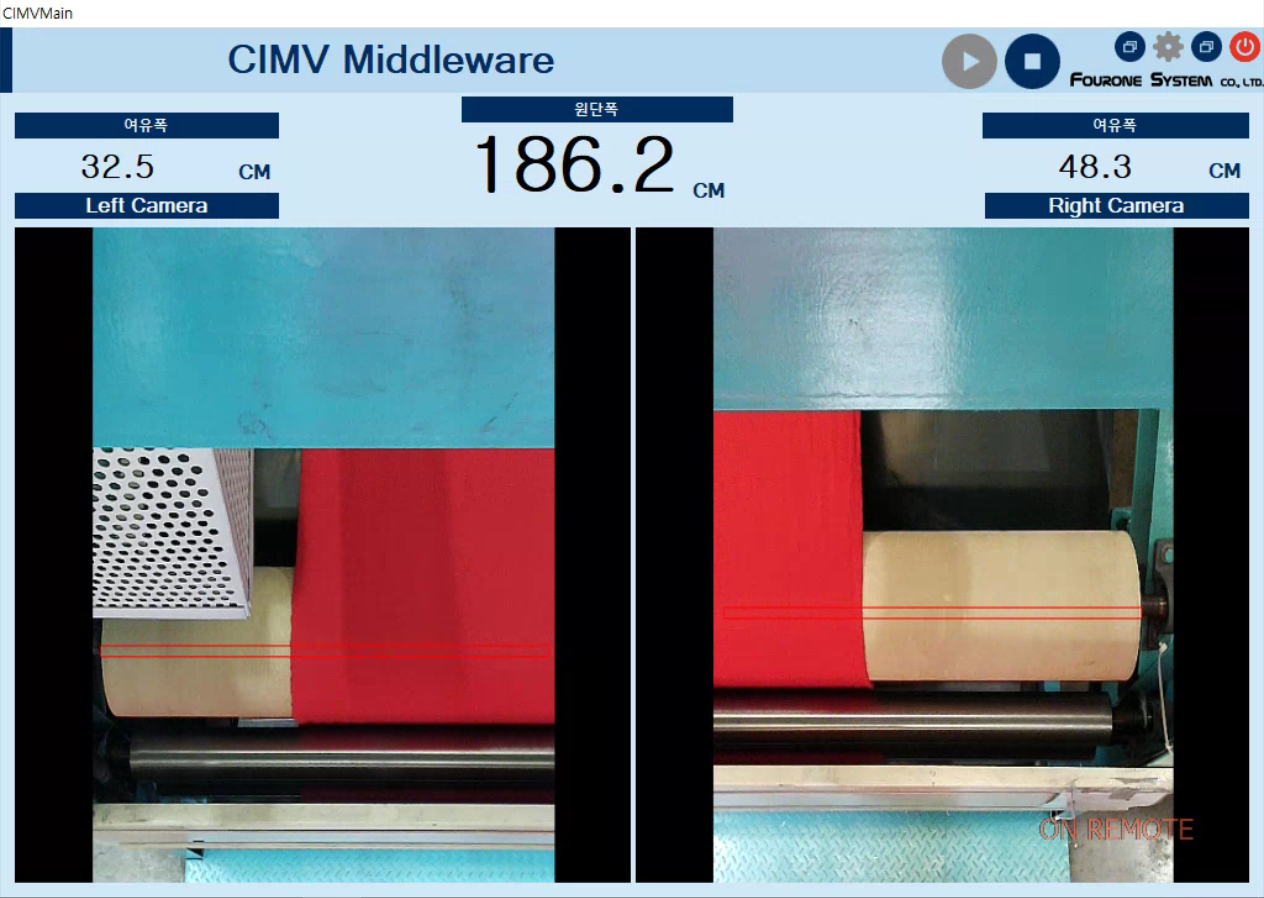 CIMVMain
CIMV Middleware
FOURONE SYSTEM CO., LTD.
여유폭
32.5 CM
Left Camera
원단폭
186.2 CM
여유폭
48.3 CM
Right Camera
ON REMOTE